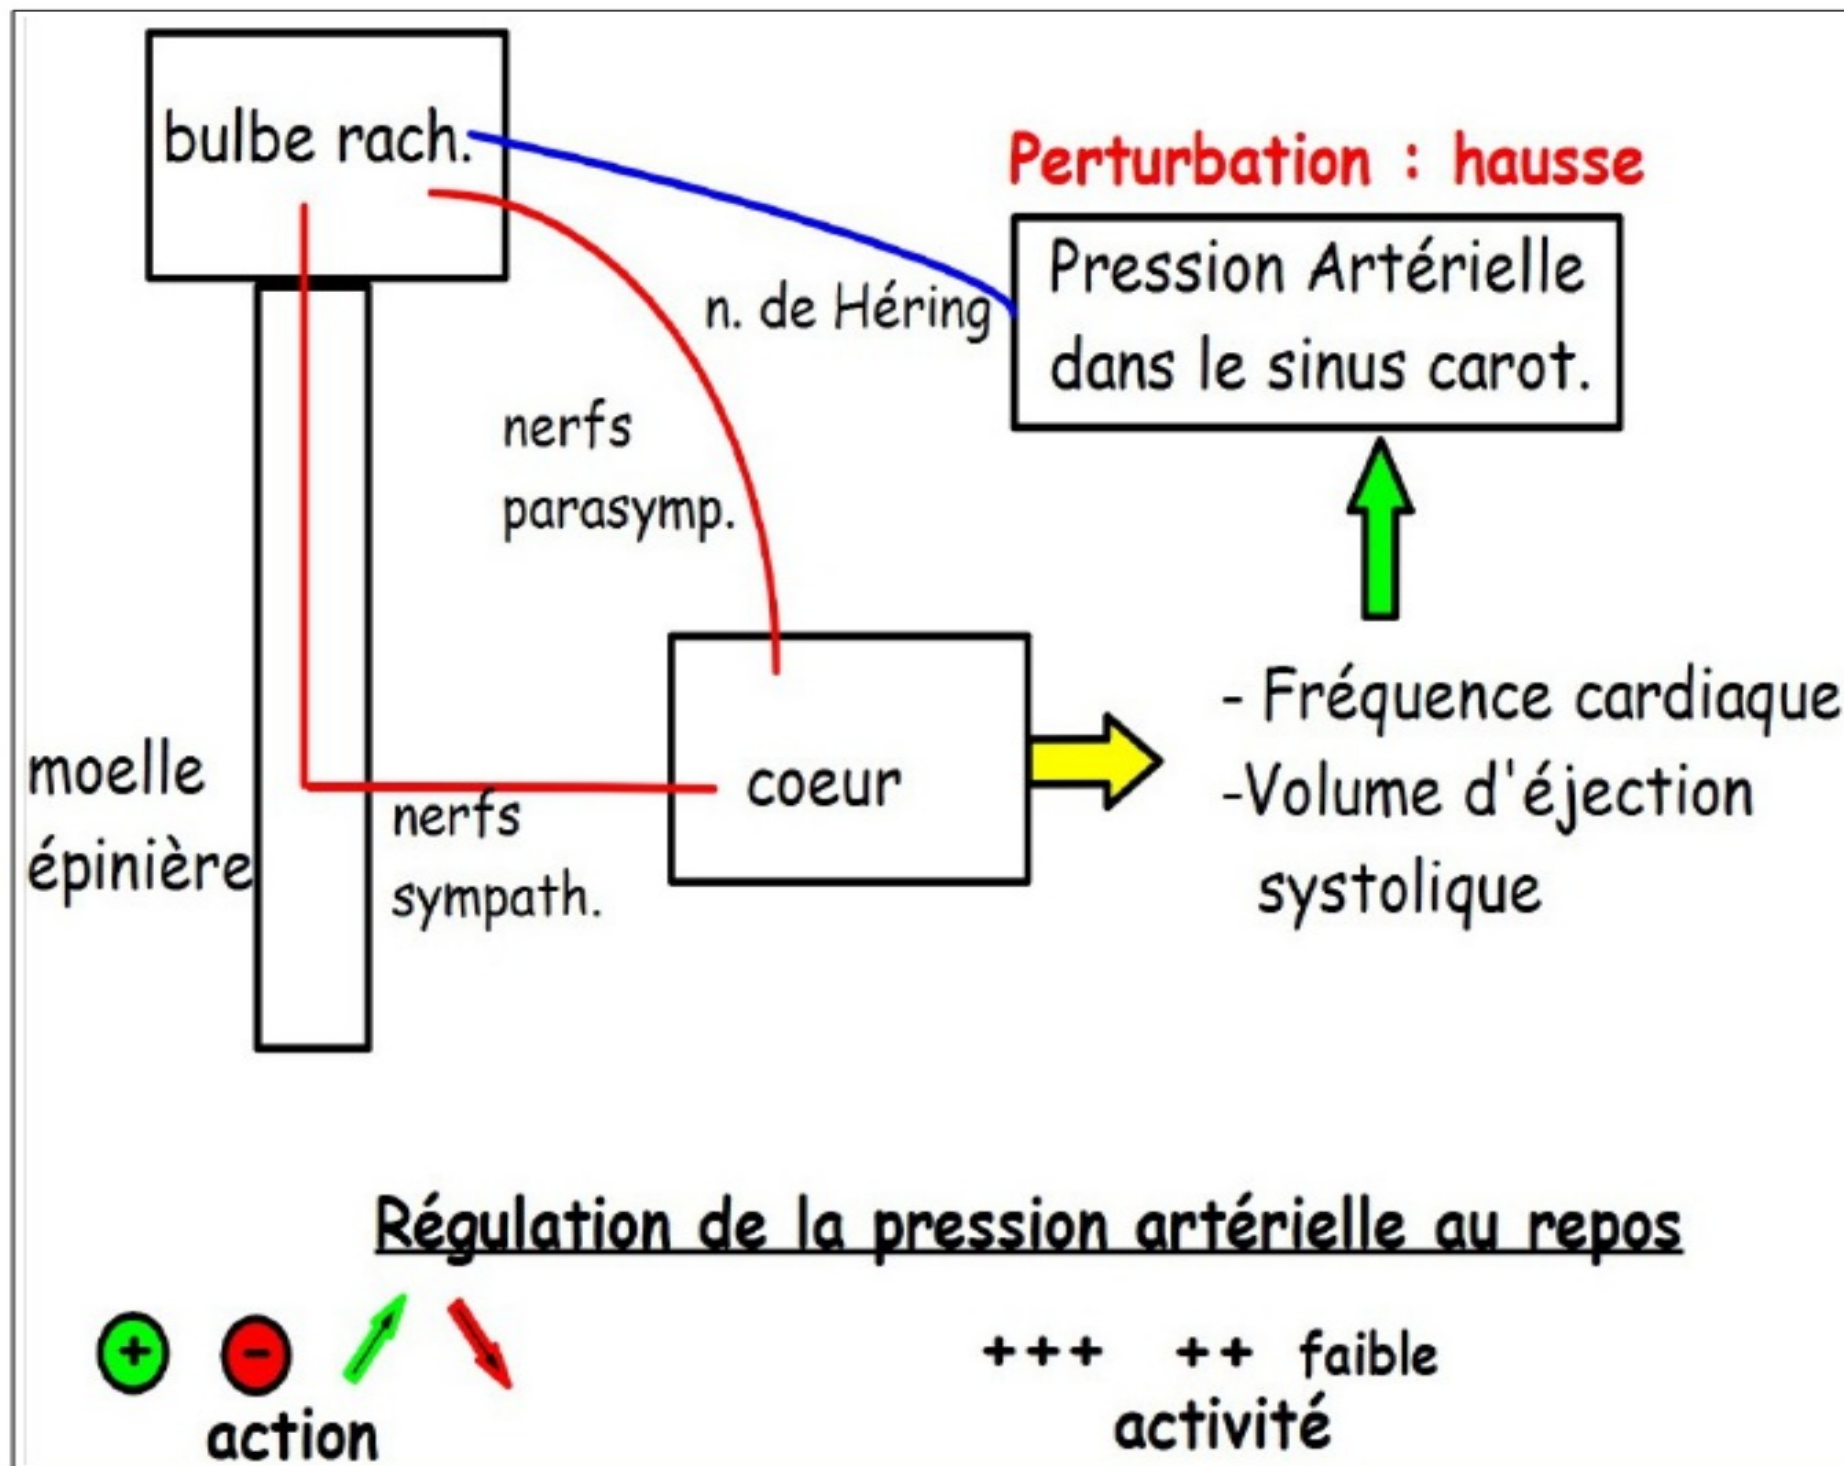 bulbe rach.
Perturbation : hausse
Pression Artérielle
dans le sinus carot.
n. de Héring
nerfs
parasymp.
- Fréquence cardiaque
-Volume d'éjection
systolique
coeur
moelle
épinière
nerfs
sympath.
Régulation de la pression artérielle au repos
+ -
action
+++ ++ faible
activité